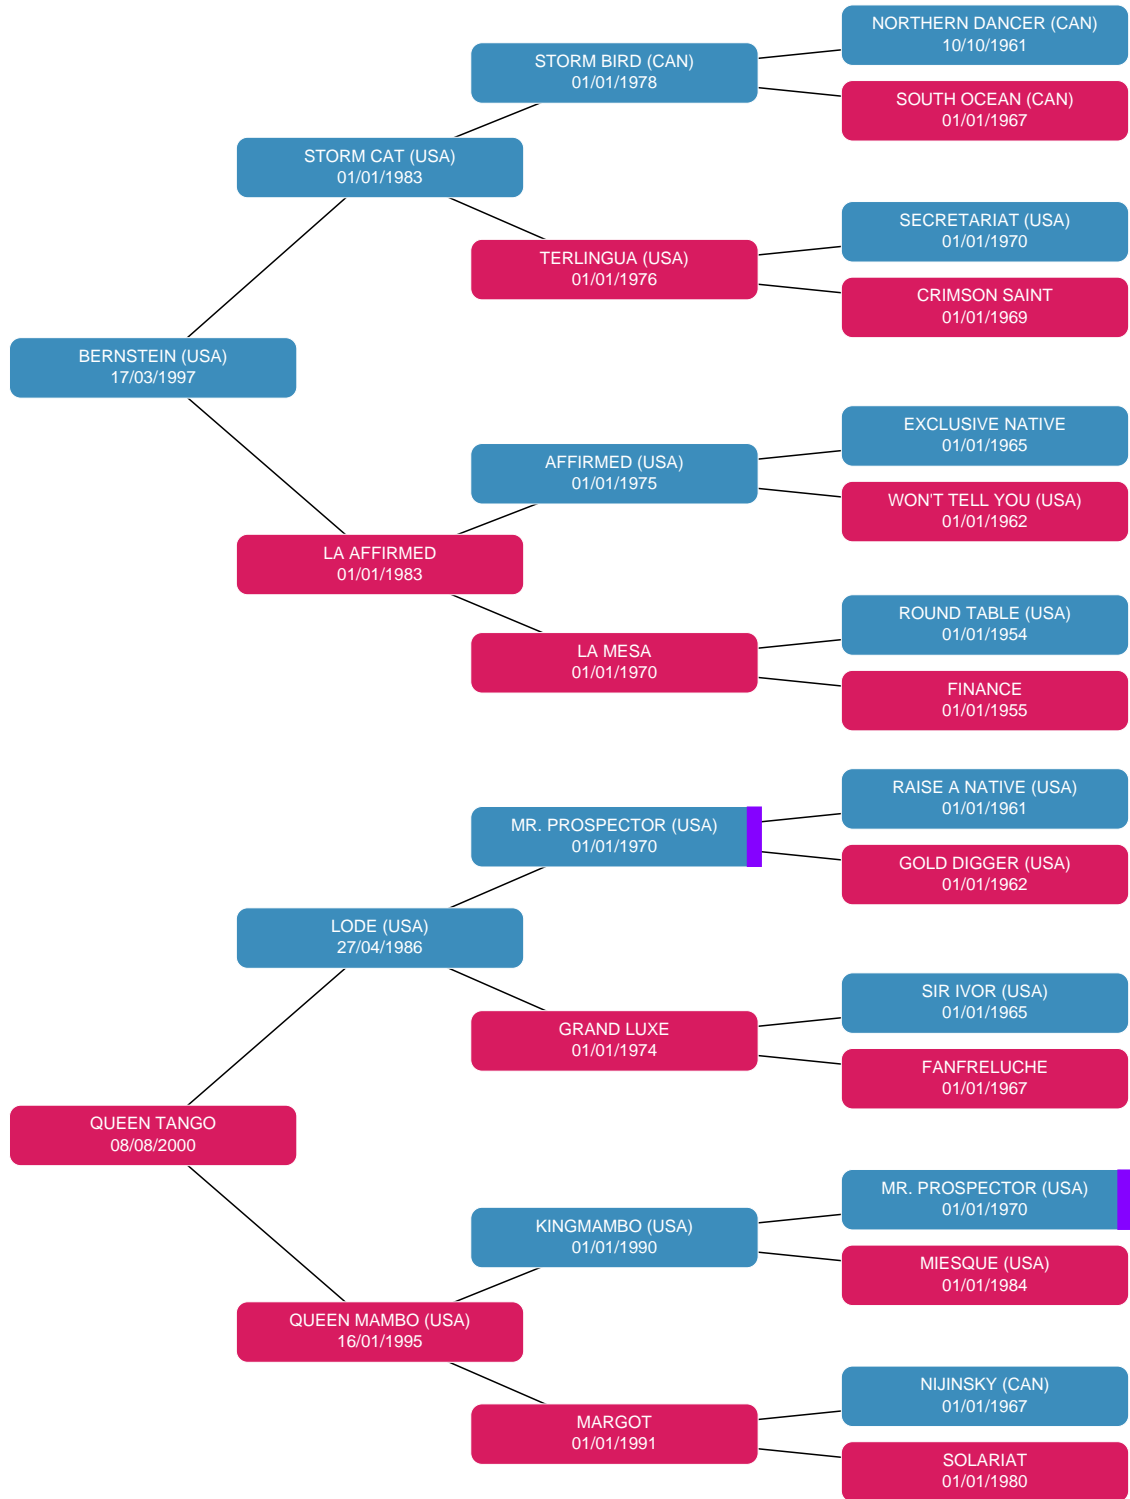 NORTHERN DANCER (CAN)
10/10/1961
STORM BIRD (CAN)
01/01/1978
SOUTH OCEAN (CAN)
01/01/1967
STORM CAT (USA)
01/01/1983
SECRETARIAT (USA)
01/01/1970
TERLINGUA (USA)
01/01/1976
CRIMSON SAINT
01/01/1969
BERNSTEIN (USA)
17/03/1997
EXCLUSIVE NATIVE
01/01/1965
AFFIRMED (USA)
01/01/1975
WON'T TELL YOU (USA)
01/01/1962
LA AFFIRMED
01/01/1983
ROUND TABLE (USA)
01/01/1954
LA MESA
01/01/1970
FINANCE
01/01/1955
RAISE A NATIVE (USA)
01/01/1961
MR. PROSPECTOR (USA)
01/01/1970
GOLD DIGGER (USA)
01/01/1962
LODE (USA)
27/04/1986
SIR IVOR (USA)
01/01/1965
GRAND LUXE
01/01/1974
FANFRELUCHE
01/01/1967
QUEEN TANGO
08/08/2000
MR. PROSPECTOR (USA)
01/01/1970
KINGMAMBO (USA)
01/01/1990
MIESQUE (USA)
01/01/1984
QUEEN MAMBO (USA)
16/01/1995
NIJINSKY (CAN)
01/01/1967
MARGOT
01/01/1991
SOLARIAT
01/01/1980